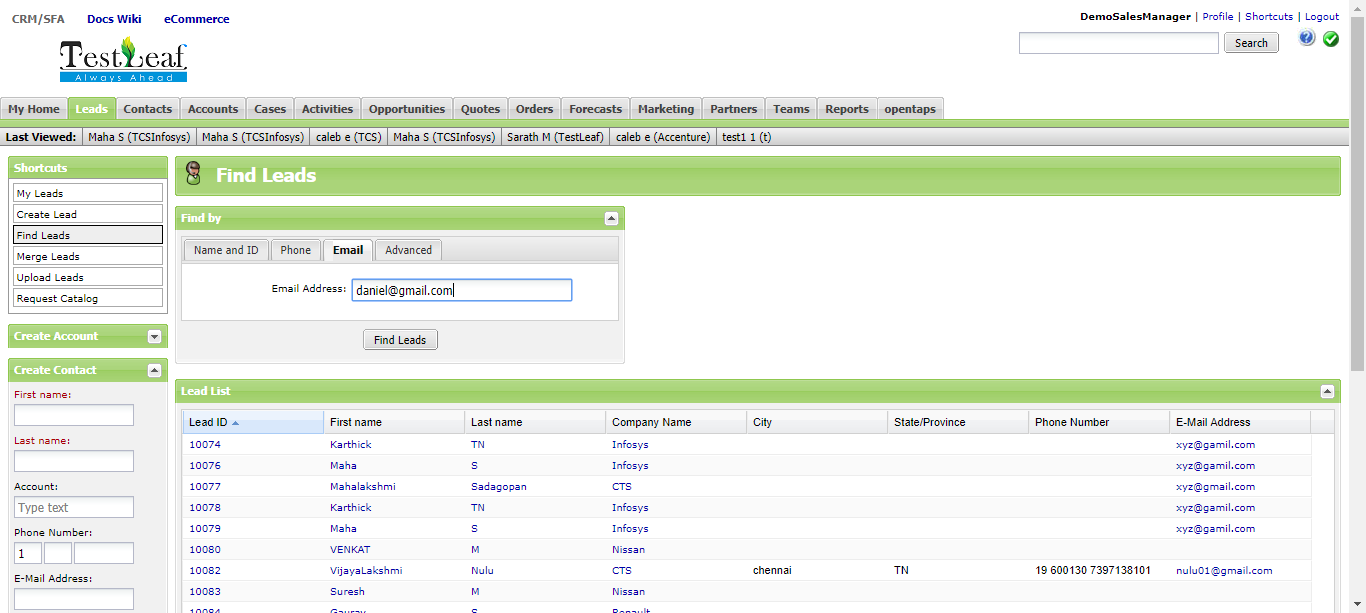 CRM/SFA Docs Wiki eCommerce
DemoSalesManager | Profile | Shortcuts | Logout
TestLeaf
Always Ahead
Search
My Home Leads Contacts Accounts Cases Activities Opportunities Quotes Orders Forecasts Marketing Partners Teams Reports opentaps
Last Viewed: Maha S (TCSInfosys) Maha S (TCSInfosys) caleb e (TCS) Maha S (TCSInfosys) Sarath M (TestLeaf) caleb e (Accenture) test1 1 (t)
Shortcuts
My Leads
Create Lead
Find Leads
Merge Leads
Upload Leads
Request Catalog
Create Account
Create Contact
First name:
Last name:
Account:
Type text
Phone Number:
1
E-Mail Address:
Find Leads
Find by
Name and ID Phone Email Advanced
Email Address: daniel@gmail.com
Find Leads
Lead List
Lead ID First name Last name Company Name City State/Province Phone Number E-Mail Address
10074 Karthick TN Infosys xyz@gamil.com
10076 Maha S Infosys xyz@gamil.com
10077 Mahalakshmi Sadagopan CTS xyz@gmail.com
10078 Karthick TN Infosys xyz@gamil.com
10079 Maha S Infosys xyz@gamil.com
10080 VENKAT M Nissan
10082 VijayaLakshmi Nulu CTS chennai TN 19 600130 7397138101 nulu01@gmail.com
10083 Suresh M Nissan
10084 Gaurav S Renault